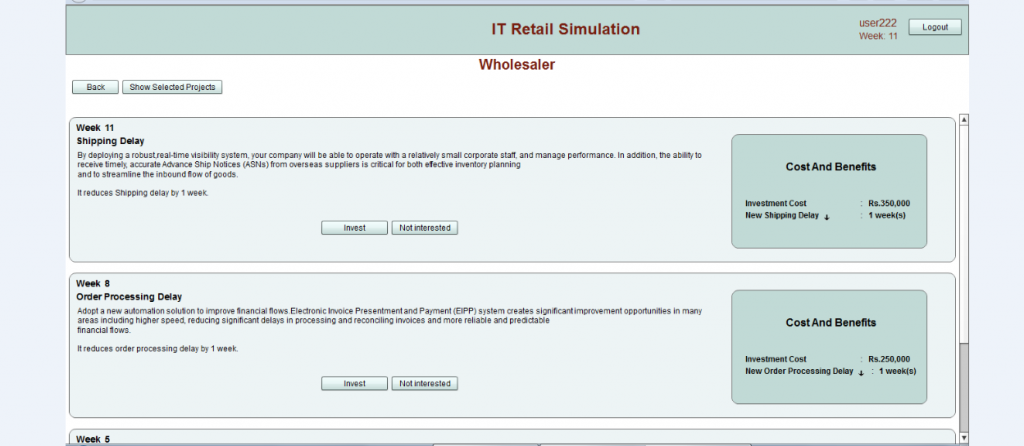 IT Retail Simulation
user222
Week: 11
Logout
Wholesaler
Back
Show Selected Projects
Week 11
Shipping Delay
By deploying a robust,real-time visibility system, your company will be able to operate with a relatively small corporate staff, and manage performance. In addition, the ability to
receive timely, accurate Advance Ship Notices (ASNs) from overseas suppliers is critical for both effective inventory planning
and to streamline the inbound flow of goods.
It reduces Shipping delay by 1 week.
Invest
Not interested
Cost And Benefits
Investment Cost : Rs.350,000
New Shipping Delay ↓ : 1 week(s)
Week 8
Order Processing Delay
Adopt a new automation solution to improve financial flows.Electronic Invoice Presentment and Payment (EIPP) system creates significant improvement opportunities in many
areas including higher speed, reducing significant delays in processing and reconciling invoices and more reliable and predictable
financial flows.
It reduces order processing delay by 1 week.
Invest
Not interested
Cost And Benefits
Investment Cost : Rs.250,000
New Order Processing Delay ↓ : 1 week(s)
Week 5